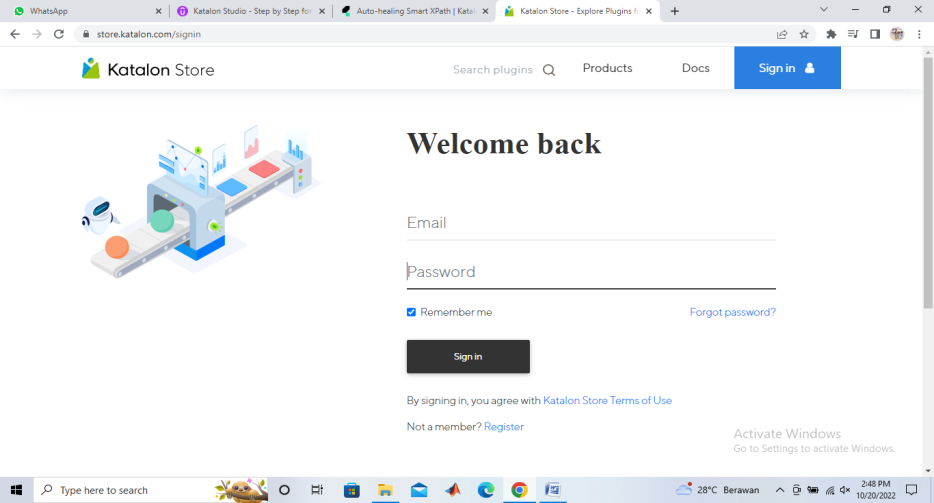 WhatsApp
Katalon Studio - Step by Step for
Auto-healing Smart XPath | Katal
Katalon Store - Explore Plugins f
store.katalon.com/signin
Katalon Store
Search plugins
Products
Docs
Sign in
Welcome back
Email
Password
Remember me
Forgot password?
Sign in
By signing in, you agree with Katalon Store Terms of Use
Not a member? Register
Activate Windows
Go to Settings to activate Windows.
Type here to search
28°C Berawan
2:48 PM
10/20/2022